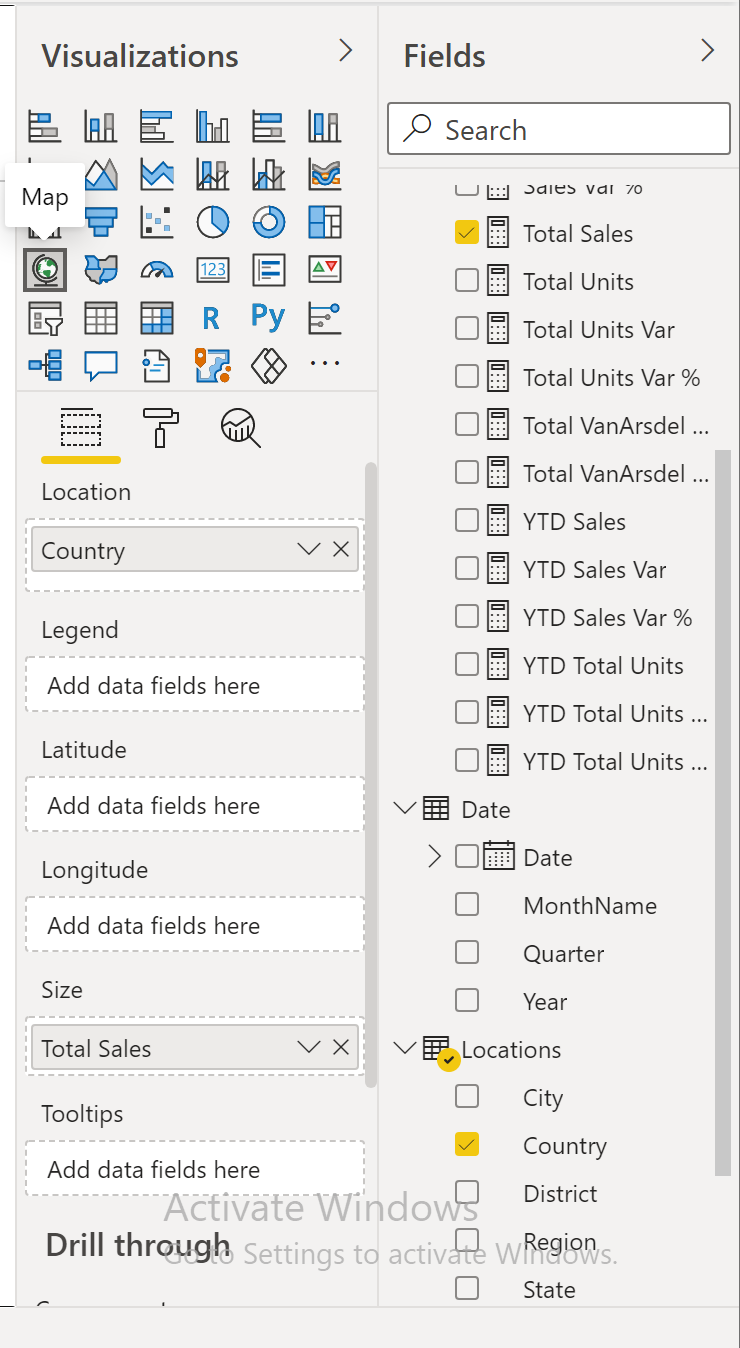 Visualizations
Map
123
R
Py
...
Location
Country
Legend
Add data fields here
Latitude
Add data fields here
Longitude
Add data fields here
Size
Total Sales
Tooltips
Add data fields here
Drill through
Fields
Search
Sales Var %
Total Sales
Total Units
Total Units Var
Total Units Var %
Total VanArsdel ...
Total VanArsdel ...
YTD Sales
YTD Sales Var
YTD Sales Var %
YTD Total Units
YTD Total Units ...
YTD Total Units ...
Date
Date
MonthName
Quarter
Year
Locations
City
Country
District
Region
State
Activate Windows
Go to Settings to activate Windows.